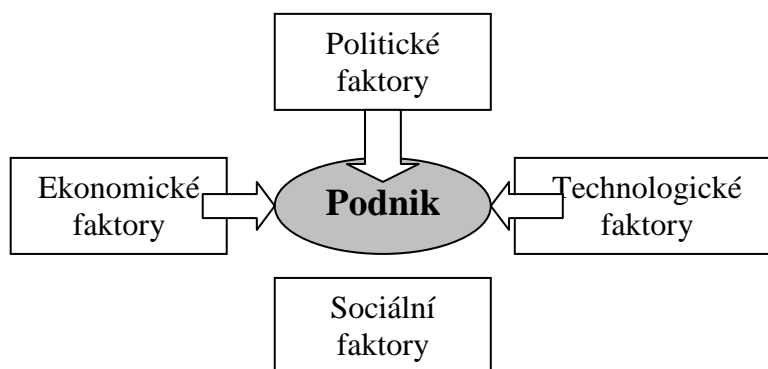 Politické
faktory
Ekonomické
faktory
Podnik
Technologické
faktory
Sociální
faktory